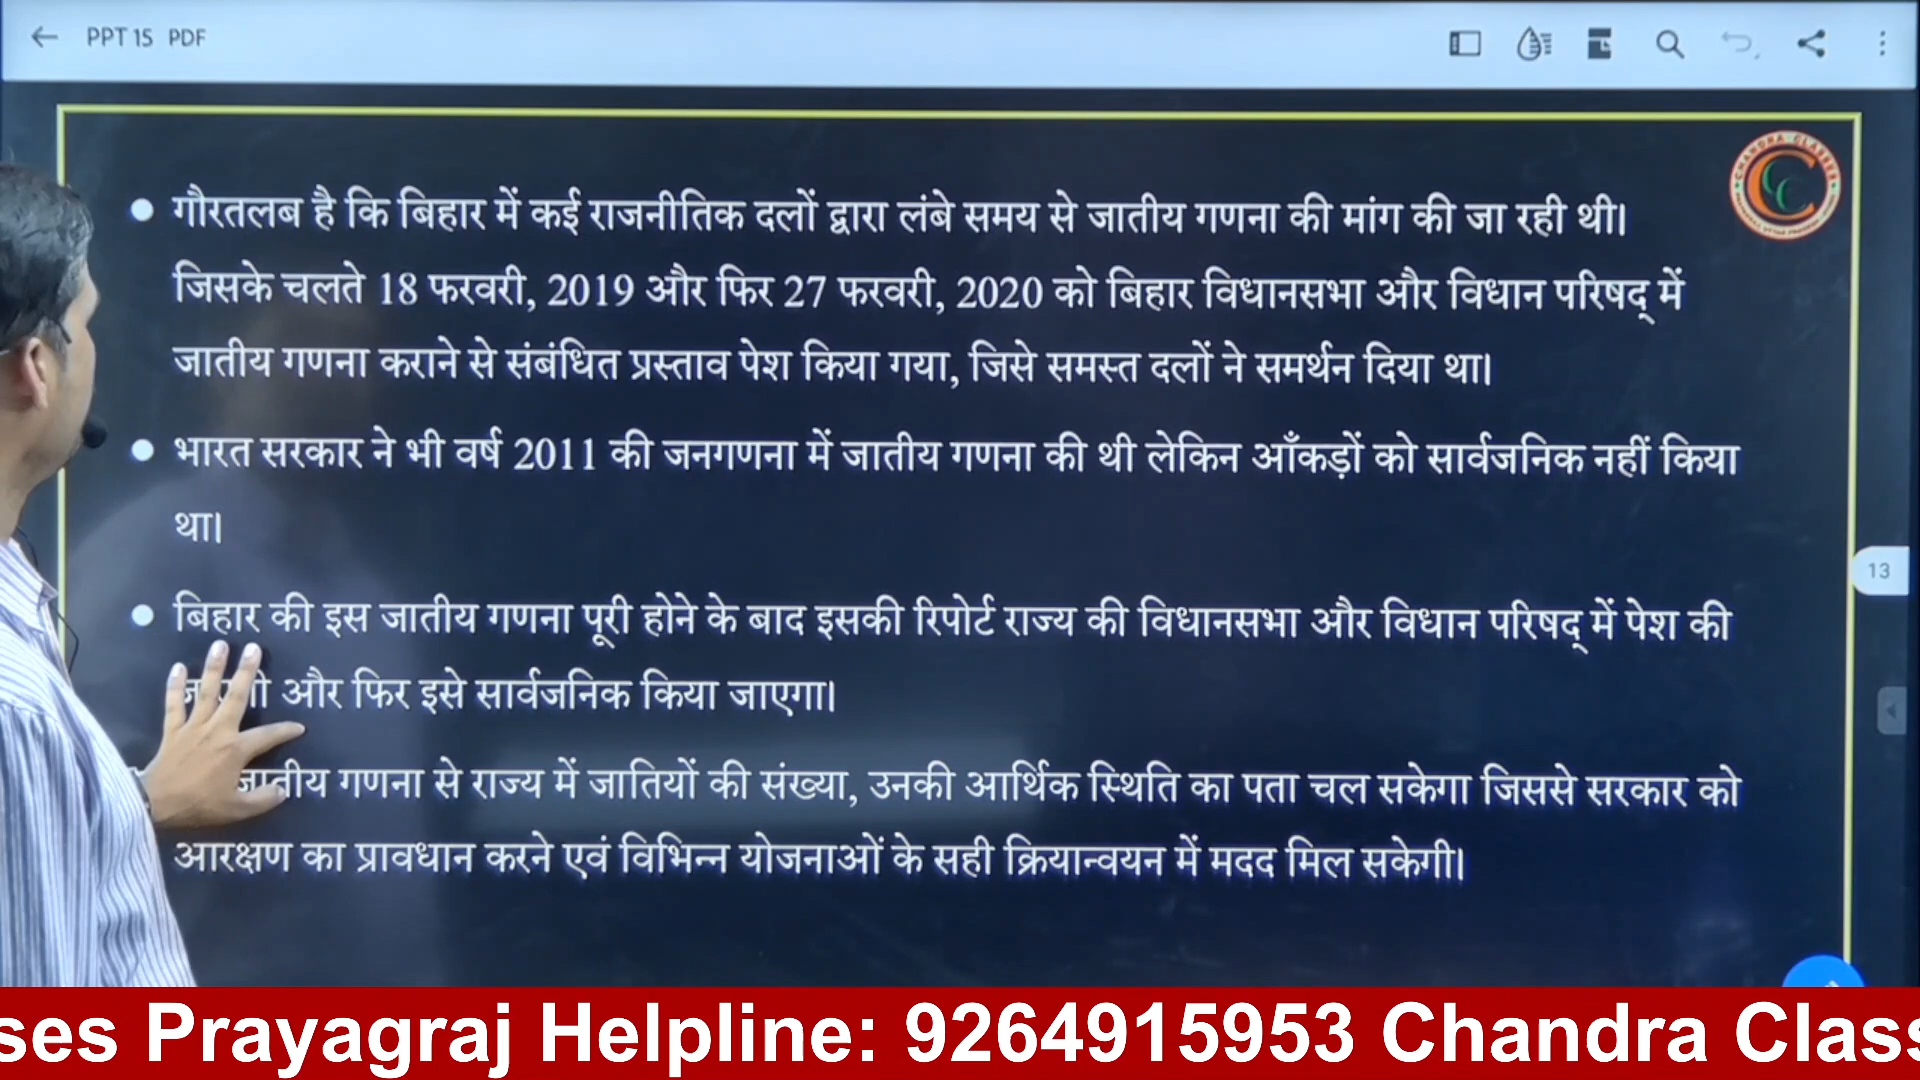 PPT 15 PDF
CHANDRA CLASSES
गौरतलब है कि बिहार में कई राजनीतिक दलों द्वारा लंबे समय से जातीय गणना की मांग की जा रही थी।
जिसके चलते 18 फरवरी, 2019 और फिर 27 फरवरी, 2020 को बिहार विधानसभा और विधान परिषद् में
जातीय गणना कराने से संबंधित प्रस्ताव पेश किया गया, जिसे समस्त दलों ने समर्थन दिया था।
भारत सरकार ने भी वर्ष 2011 की जनगणना में जातीय गणना की थी लेकिन आँकड़ों को सार्वजनिक नहीं किया
था।
13
बिहार की इस जातीय गणना पूरी होने के बाद इसकी रिपोर्ट राज्य की विधानसभा और विधान परिषद् में पेश की
और फिर इसे सार्वजनिक किया जाएगा।
जातीय गणना से राज्य में जातियों की संख्या, उनकी आर्थिक स्थिति का पता चल सकेगा जिससे सरकार को
आरक्षण का प्रावधान करने एवं विभिन्न योजनाओं के सही क्रियान्वयन में मदद मिल सकेगी।
ses Prayagraj Helpline: 9264915953 Chandra Class